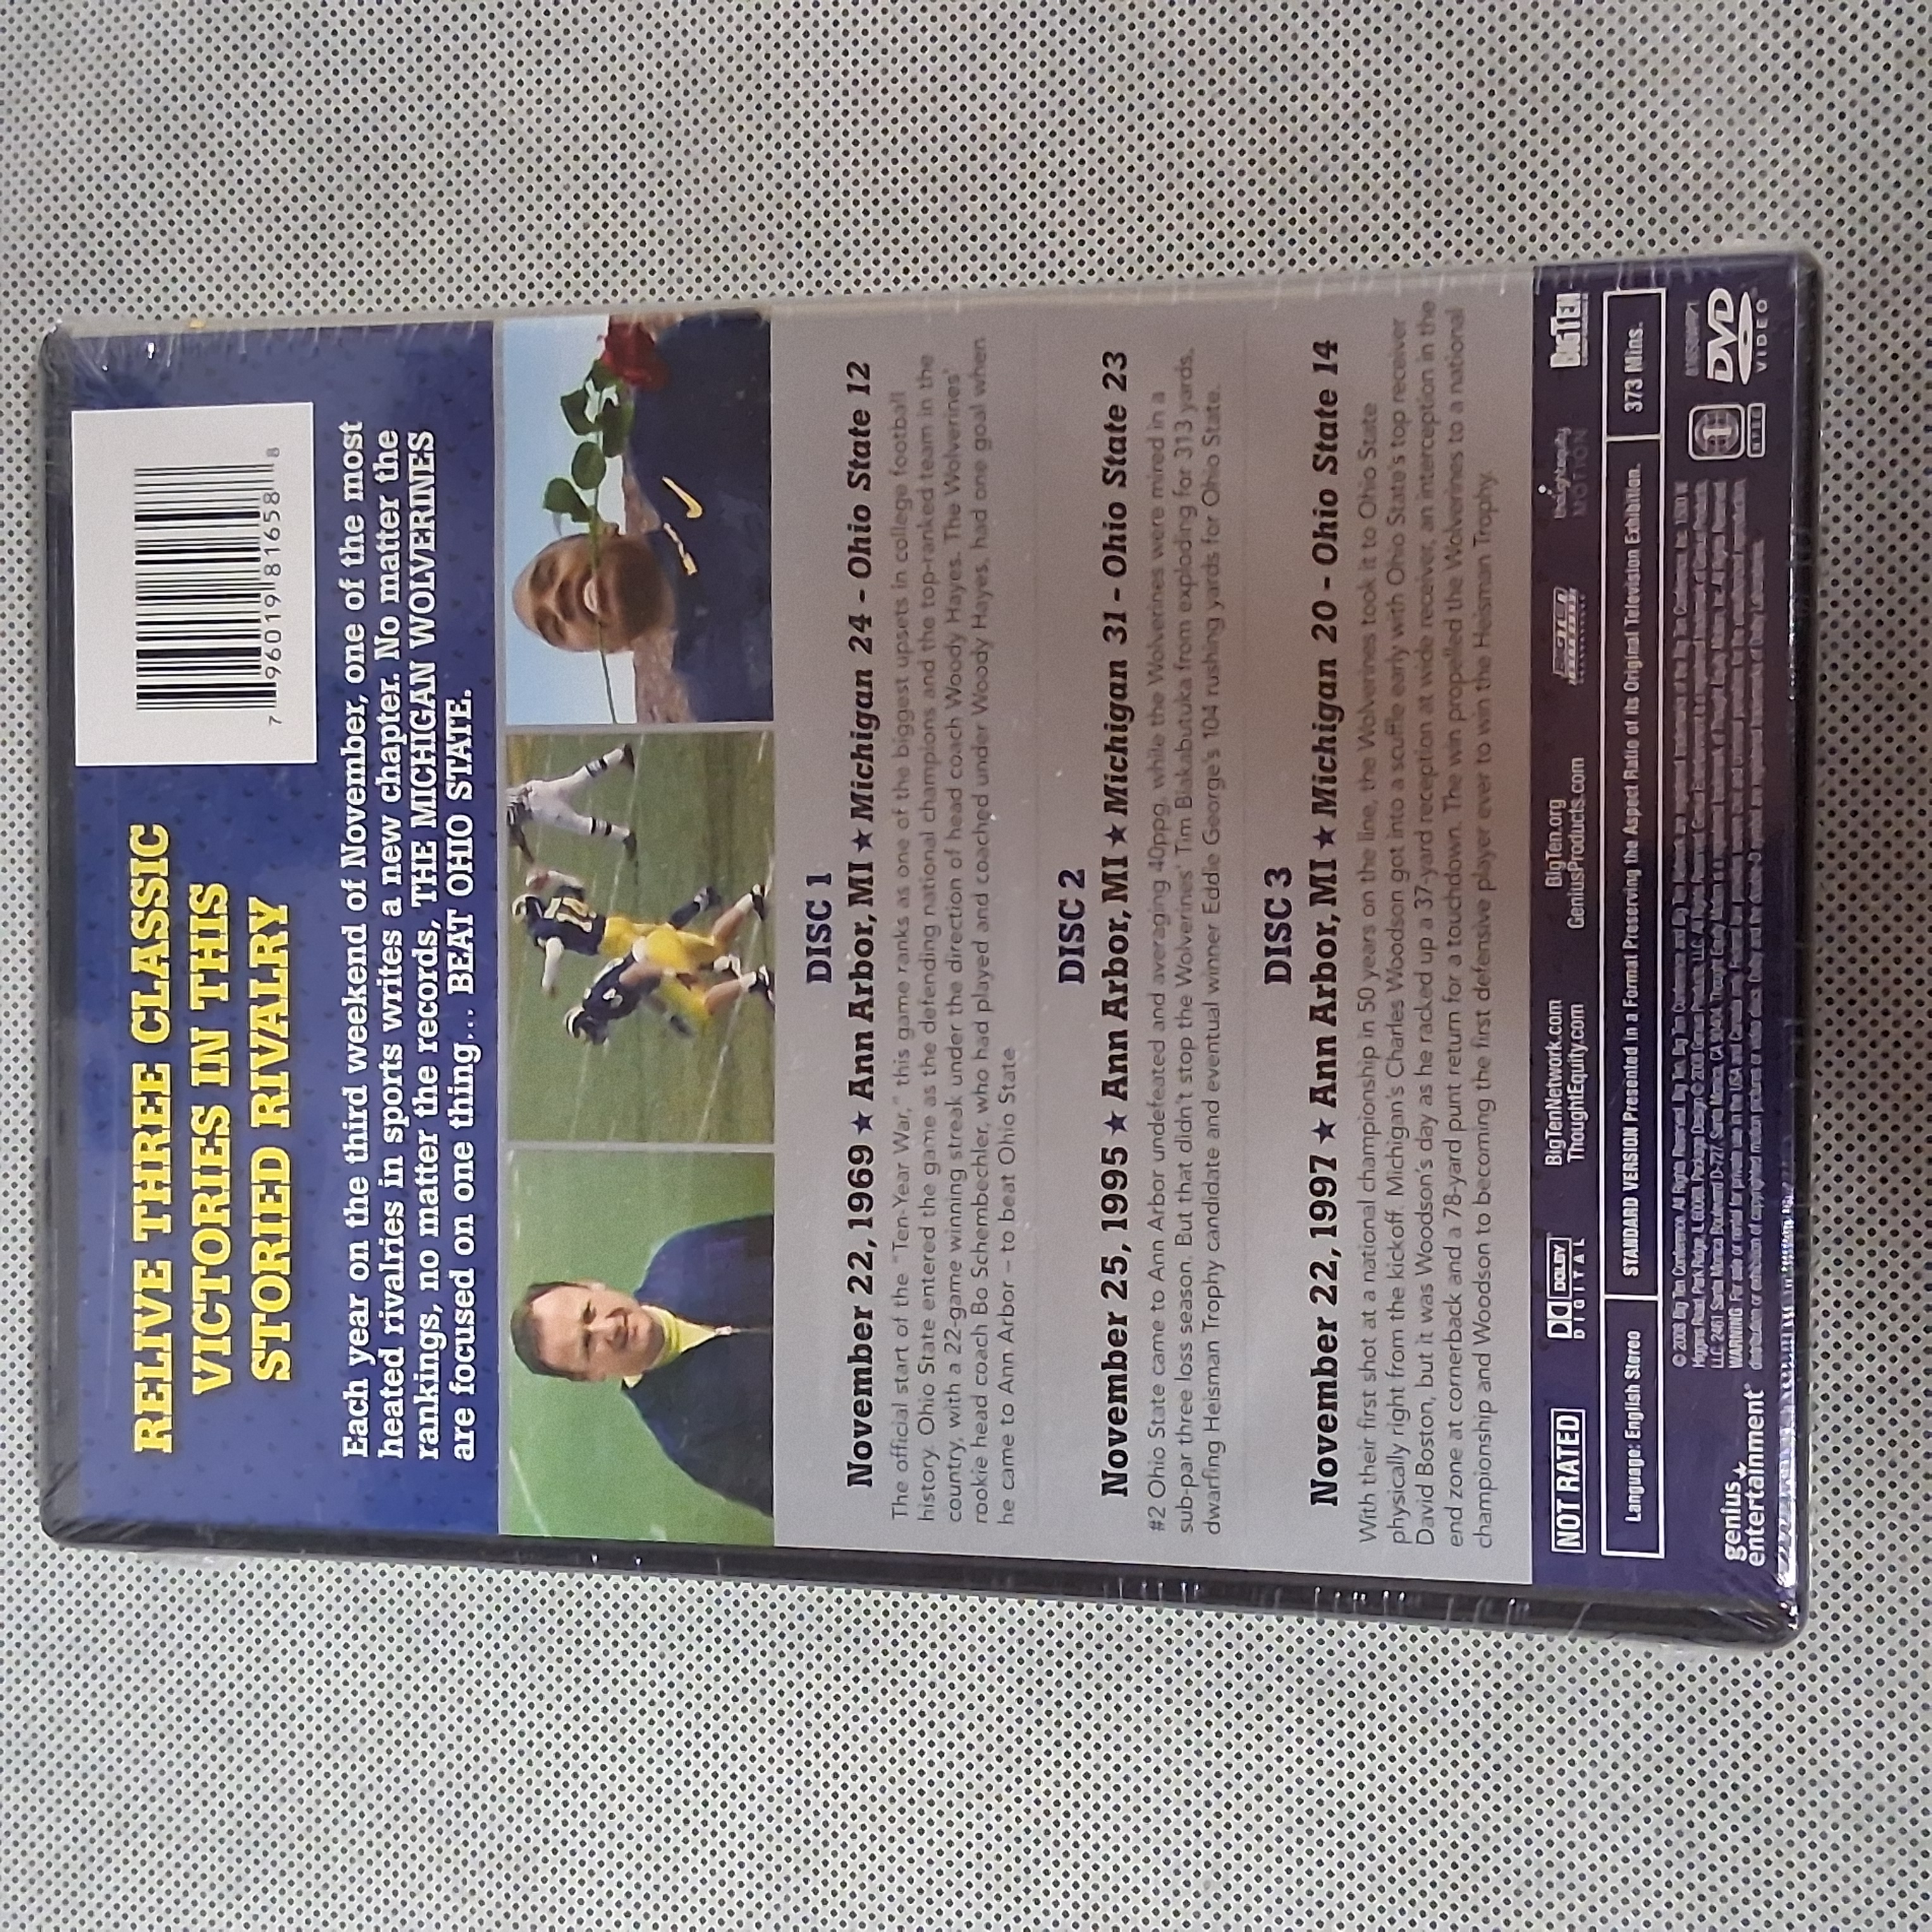 RELIVE THREE CLASSIC
VICTORIES IN THIS
STORIED RIVALRY
7 96019 81658 8
Each year on the third weekend of November, one of the most
heated rivalries in sports writes a new chapter. No matter the
rankings, no matter the records, THE MICHIGAN WOLVERINES
are focused on one thing... BEAT OHIO STATE.
DISC 1
November 22, 1969 ★ Ann Arbor, MI ★ Michigan 24 - Ohio State 12
The official start of the "Ten-Year War," this game ranks as one of the biggest upsets in college football
history. Ohio State entered the game as the defending national champions and the top-ranked team in the
country, with a 22-game winning streak under the direction of head coach Woody Hayes. The Wolverines'
rookie head coach Bo Schembechler, who had played and coached under Woody Hayes, had one goal when
he came to Ann Arbor – to beat Ohio State
DISC 2
November 25, 1995 ★ Ann Arbor, MI ★ Michigan 31 - Ohio State 23
#2 Ohio State came to Ann Arbor undefeated and averaging 40ppg, while the Wolverines were mired in a
sub-par three loss season. But that didn't stop the Wolverines' Tim Biakabutuka from exploding for 313 yards,
dwarfing Heisman Trophy candidate and eventual winner Eddie George's 104 rushing yards for Ohio State.
DISC 3
November 22, 1997 ★ Ann Arbor, MI ★ Michigan 20 - Ohio State 14
With their first shot at a national championship in 50 years on the line, the Wolverines took it to Ohio State
physically right from the kickoff. Michigan's Charles Woodson got into a scuffle early with Ohio State's top receiver
David Boston, but it was Woodson's day as he racked up a 37-yard reception at wide receiver, an interception in the
end zone at cornerback and a 78-yard punt return for a touchdown. The win propelled the Wolverines to a national
championship and Woodson to becoming the first defensive player ever to win the Heisman Trophy.
NOT RATED
DOLBY DIGITAL
BigTenNetwork.com BigTen.org
ThoughtEquity.com GeniusProducts.com
thoughtequity MOTION
BIGTEN
Language: English Stereo STANDARD VERSION Presented in a Format Preserving the Aspect Ratio of its Original Television Exhibition. 373 Mins.
genius entertainment
DVD VIDEO
1